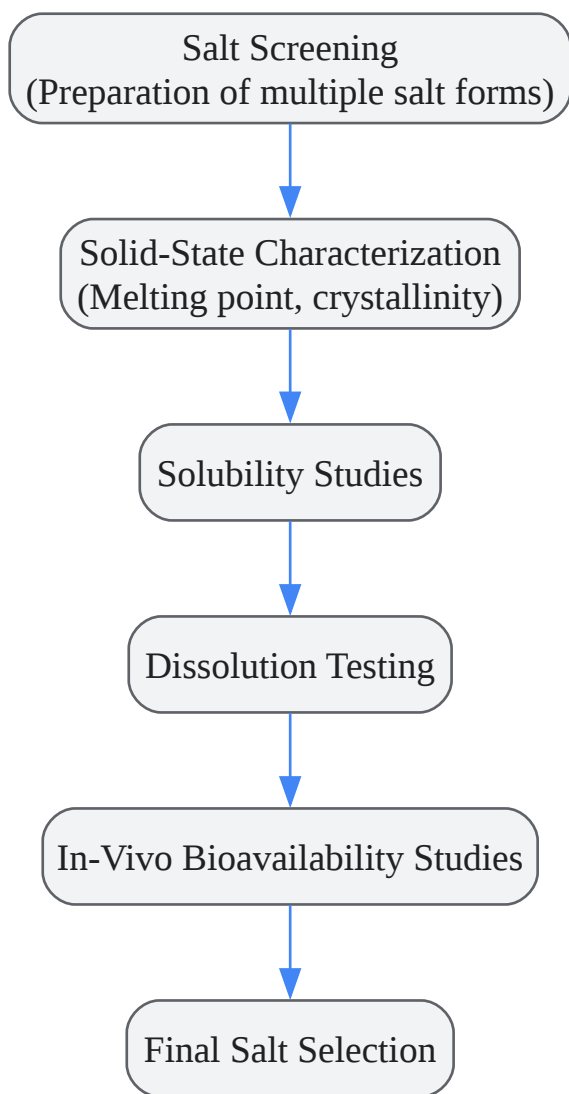 Salt Screening
(Preparation of multiple salt forms)
Solid-State Characterization
(Melting point, crystallinity)
Solubility Studies
Dissolution Testing
In-Vivo Bioavailability Studies
Final Salt Selection